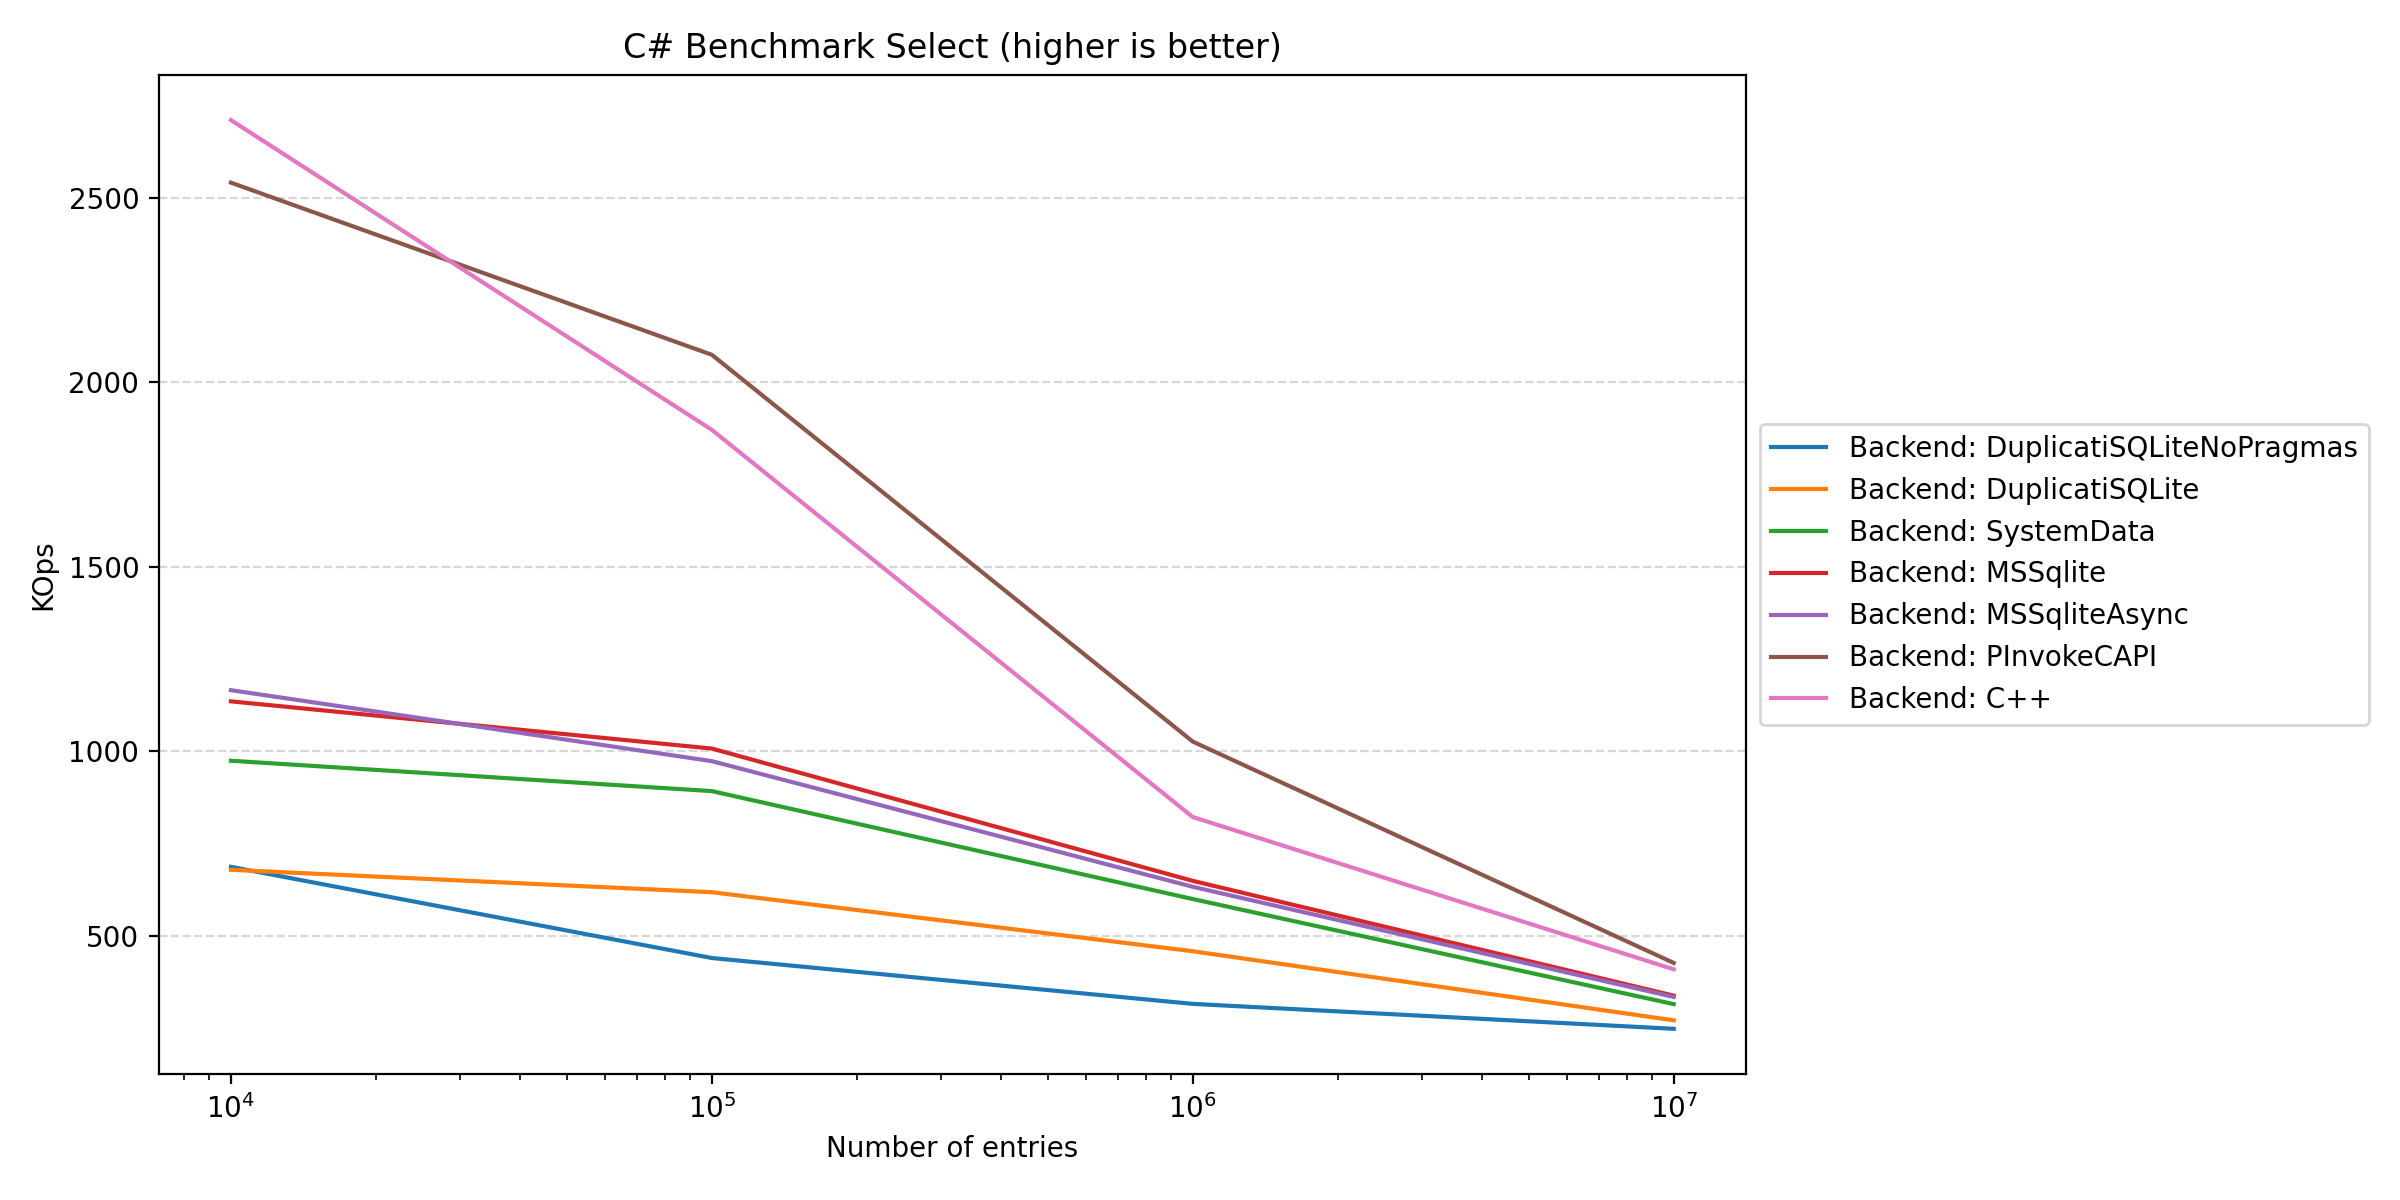 C# Benchmark Select (higher is better)
KOps
2500
2000
1500
1000
500
10⁴
10⁵
10⁶
10⁷
Number of entries
Backend: DuplicatiSQLiteNoPragmas
Backend: DuplicatiSQLite
Backend: SystemData
Backend: MSSqlite
Backend: MSSqliteAsync
Backend: PInvokeCAPI
Backend: C++